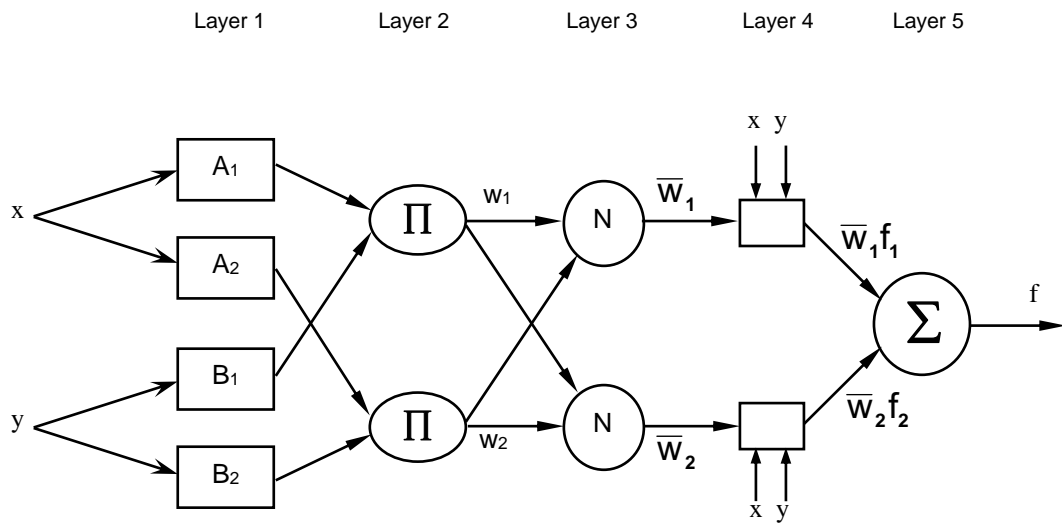 Layer 1 Layer 2 Layer 3 Layer 4 Layer 5
x y
A1
x
Π
w1
N
w̅1
w̅1f1
A2
f
Σ
B1
y
Π
w2
N
w̅2
w̅2f2
B2
x y